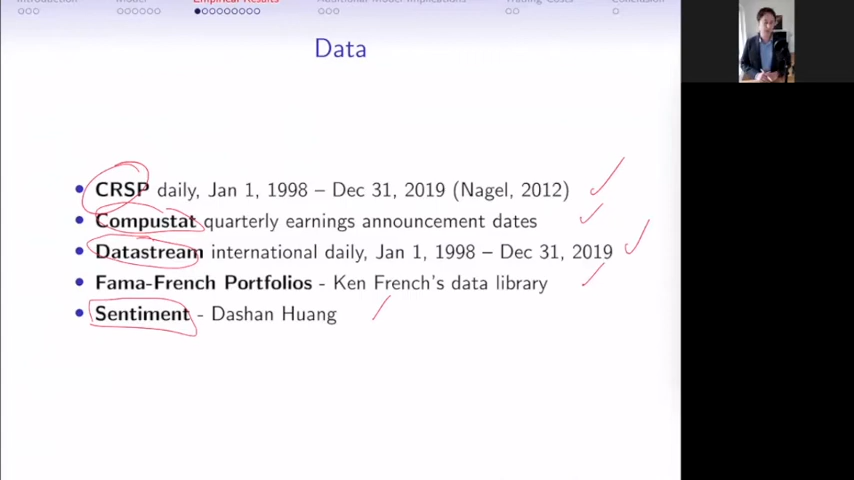 Introduction Model Empirical Results Additional Model Implications Trading Costs Conclusion
Data
CRSP daily, Jan 1, 1998 – Dec 31, 2019 (Nagel, 2012)
Compustat quarterly earnings announcement dates
Datastream international daily, Jan 1, 1998 – Dec 31, 2019
Fama-French Portfolios - Ken French's data library
Sentiment - Dashan Huang